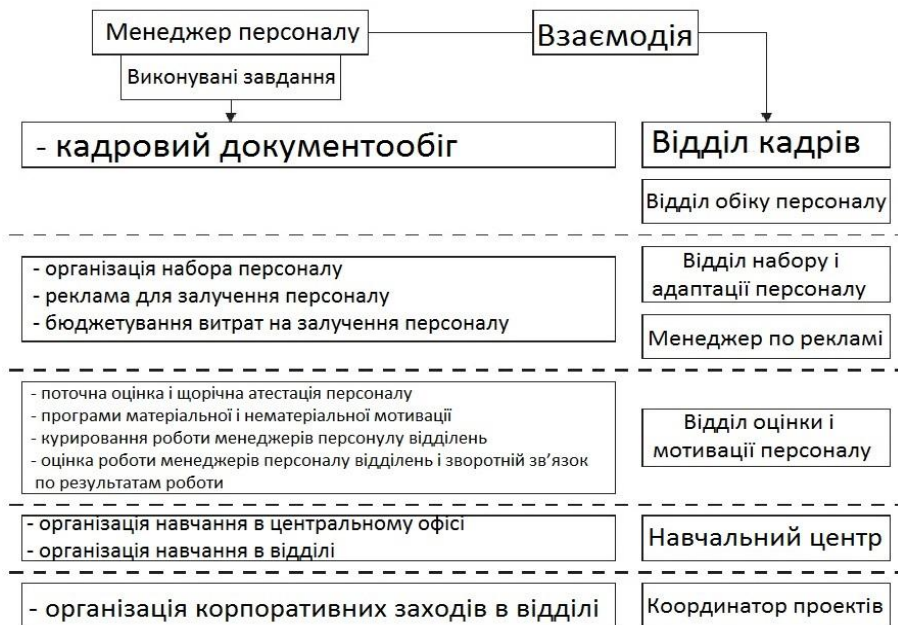 Менеджер персоналу
Взаємодія
Виконувані завдання
- кадровий документообіг
Відділ кадрів
Відділ обіку персоналу
- організація набора персоналу
- реклама для залучення персоналу
- бюджетування витрат на залучення персоналу
Відділ набору і
адаптації персоналу
Менеджер по рекламі
- поточна оцінка і щорічна атестація персоналу
- програми матеріальної і нематеріальної мотивації
- курировання роботи менеджерів персунулу відділень
- оцінка роботи менеджерів персоналу відділень і зворотній зв’язок
по результатам роботи
Відділ оцінки і
мотивації персоналу
- організація навчання в центральному офісі
- організація навчання в відділі
Навчальний центр
- організація корпоративних заходів в відділі
Координатор проектів